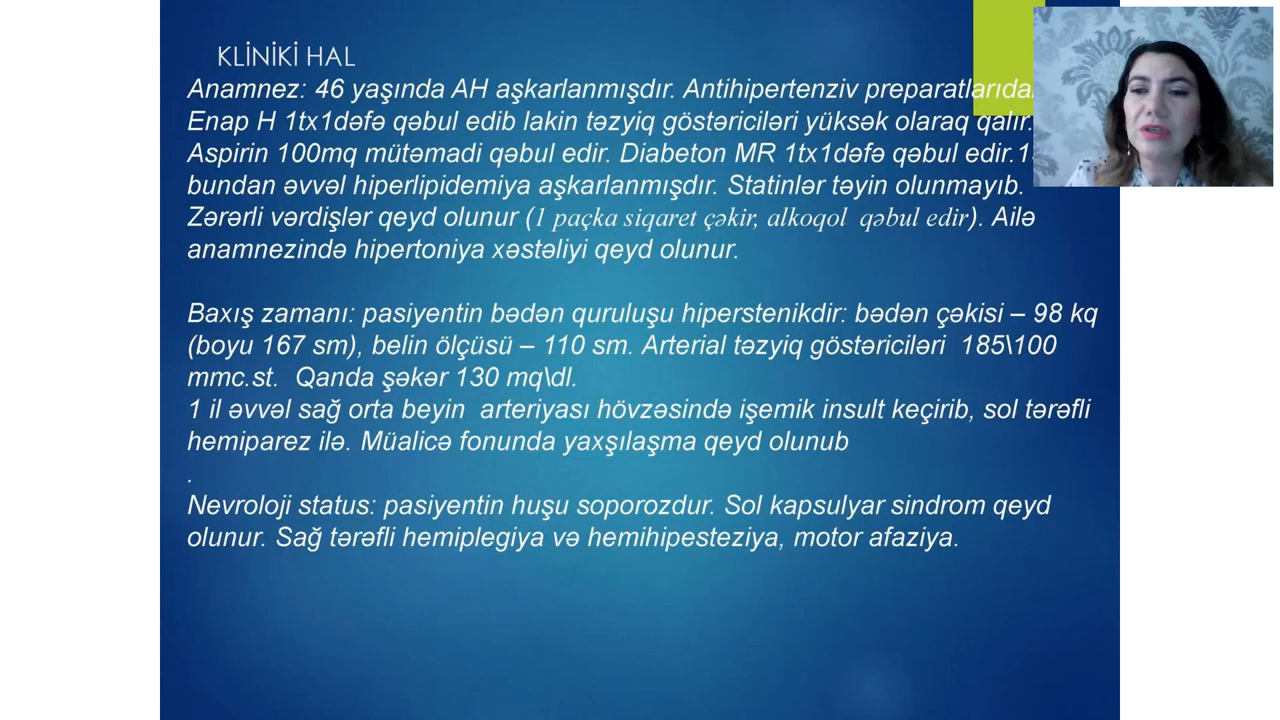 KLİNİKİ HAL
Anamnez: 46 yaşında AH aşkarlanmışdır. Antihipertenziv
Enap H 1tx1dəfə qəbul edib lakin təzyiq göstəriciləri yüksək olaraq qalır.
Aspirin 100mq mütəmadi qəbul edir. Diabeton MR 1tx1dəfə qəbul edir.
bundan əvvəl hiperlipidemiya aşkarlanmışdır. Statinlər təyin olunmayıb.
Zərərli vərdişlər qeyd olunur (1 paçka siqaret çəkir, alkoqol qəbul edir). Ailə
anamnezində hipertoniya xəstəliyi qeyd olunur.
Baxış zamanı: pasiyentin bədən quruluşu hiperstenikdir: bədən çəkisi – 98 kq
(boyu 167 sm), belin ölçüsü – 110 sm. Arterial təzyiq göstəriciləri 185\100
mmc.st. Qanda şəkər 130 mq\dl.
1 il əvvəl sağ orta beyin arteriyası hövzəsində işemik insult keçirib, sol tərəfli
hemiparez ilə. Müalicə fonunda yaxşılaşma qeyd olunub
.
Nevroloji status: pasiyentin huşu soporozdur. Sol kapsulyar sindrom qeyd
olunur. Sağ tərəfli hemiplegiya və hemihipesteziya, motor afaziya.